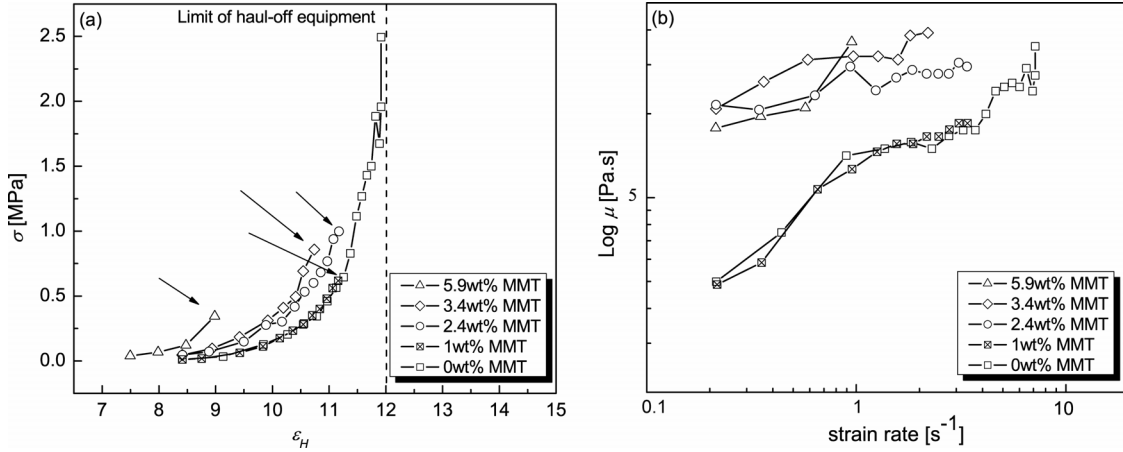 (a)
Limit of haul-off equipment
2.5
2.0
1.5
1.0
0.5
0.0
σ [MPa]
7 8 9 10 11 12 13 14 15
ε_H
5.9wt% MMT
3.4wt% MMT
2.4wt% MMT
1wt% MMT
0wt% MMT
(b)
Log μ [Pa.s]
5
0.1 1 10
strain rate [s⁻¹]
5.9wt% MMT
3.4wt% MMT
2.4wt% MMT
1wt% MMT
0wt% MMT